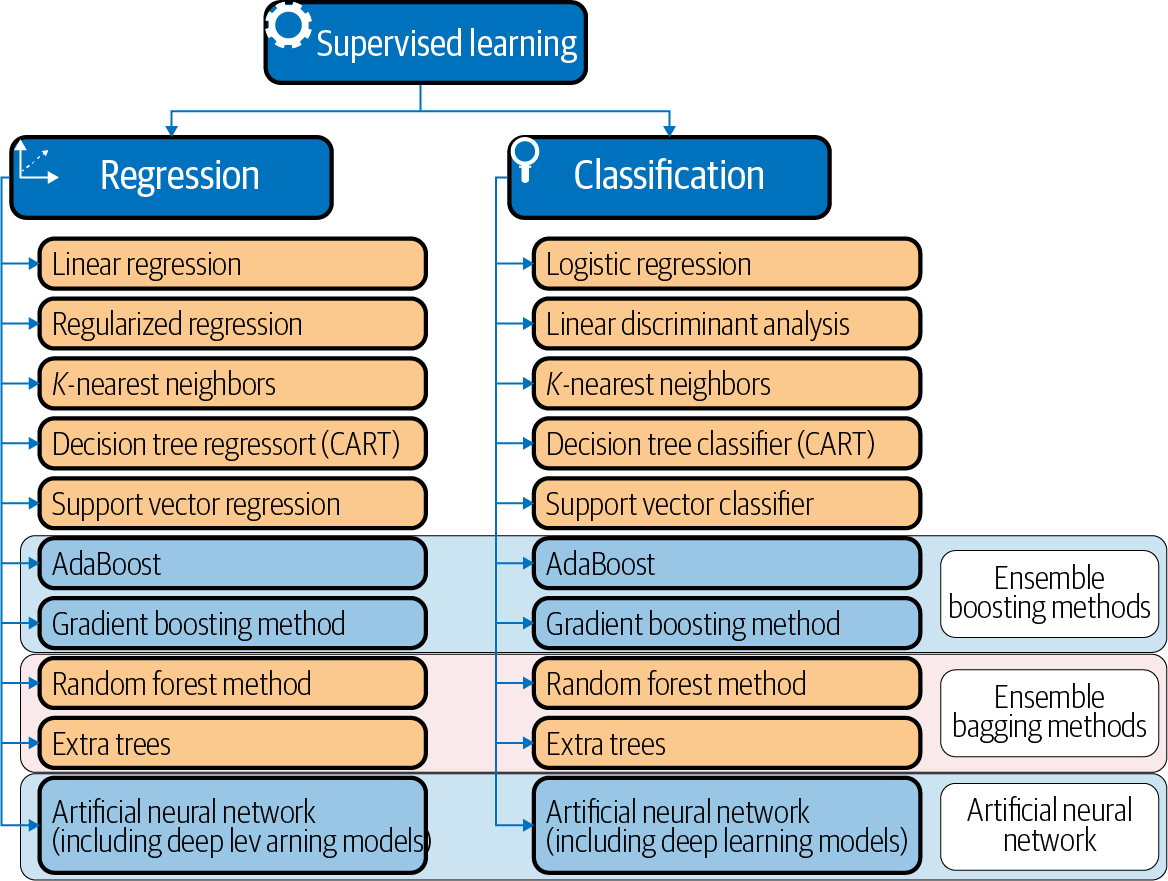 Supervised learning
Regression
Classification
Linear regression
Regularized regression
K-nearest neighbors
Decision tree regressort (CART)
Support vector regression
AdaBoost
Gradient boosting method
Random forest method
Extra trees
Artificial neural network
(including deep lev arning models)
Logistic regression
Linear discriminant analysis
K-nearest neighbors
Decision tree classifier (CART)
Support vector classifier
AdaBoost
Gradient boosting method
Random forest method
Extra trees
Artificial neural network
(including deep learning models)
Ensemble
boosting methods
Ensemble
bagging methods
Artificial neural
network